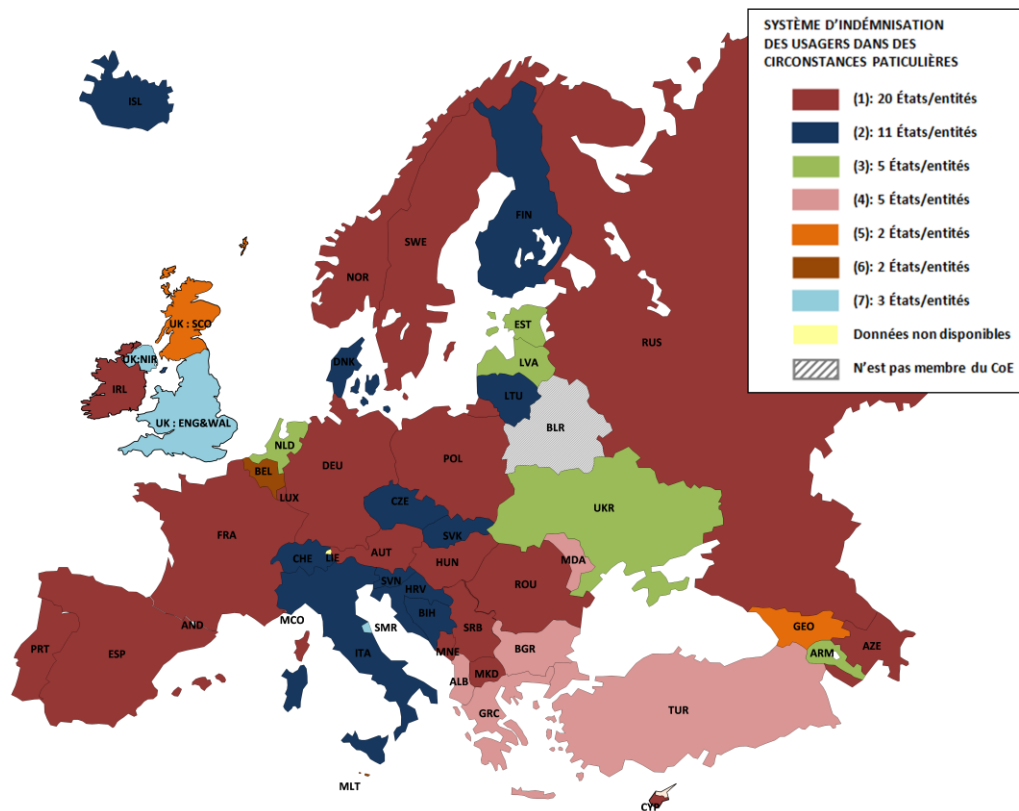 SYSTÈME D'INDÉMNISATION
DES USAGERS DANS DES
CIRCONSTANCES PATICULIÈRES
(1): 20 États/entités
(2): 11 États/entités
(3): 5 États/entités
(4): 5 États/entités
(5): 2 États/entités
(6): 2 États/entités
(7): 3 États/entités
Données non disponibles
N'est pas membre du CoE
ISL
FIN
SWE
NOR
RUS
EST
LVA
LTU
DNK
UK : SCO
UK:NIR
IRL
UK : ENG&WAL
BLR
NLD
BEL
LUX
DEU
POL
CZE
UKR
SVK
FRA
CHE
LIE
AUT
HUN
MDA
ROU
SVN
HRV
BIH
SRB
MCO
AND
SMR
ITA
MNE
BGR
MKD
ALB
GRC
PRT
ESP
GEO
ARM
AZE
TUR
MLT
CYP